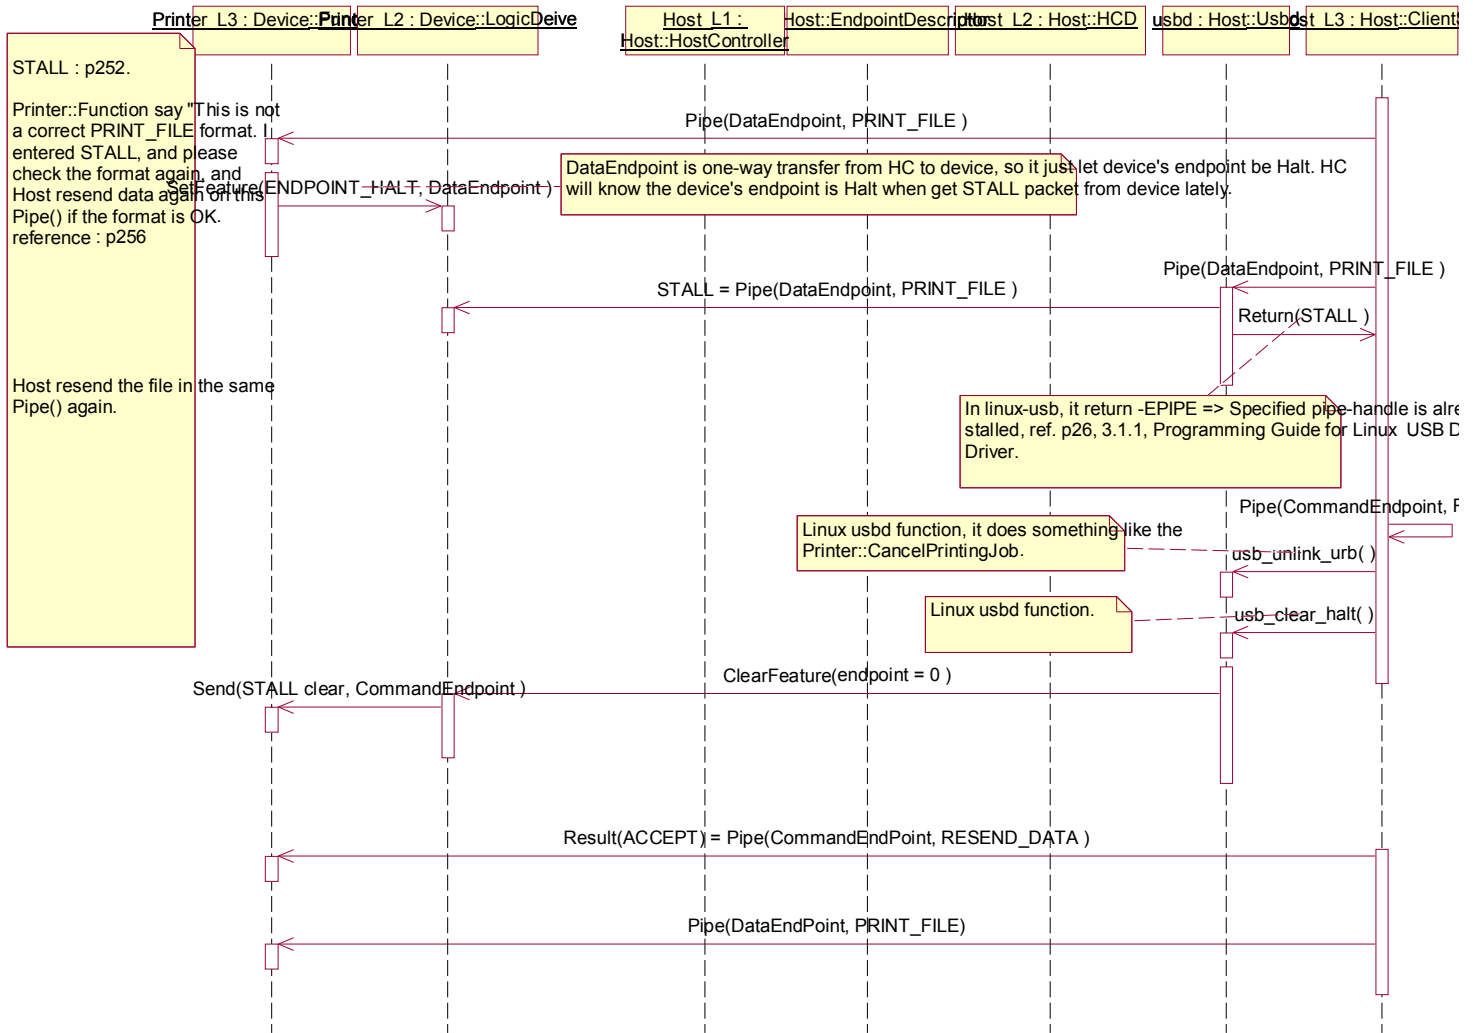 Printer_L3 : Device::Func
Printer_L2 : Device::LogicDeive
Host_L1 :
Host::HostController
Host::EndpointDescriptor
Host_L2 : Host::HCD
usbd : Host::Usbd
Host_L3 : Host::ClientS
STALL : p252.
Printer::Function say "This is not
a correct PRINT_FILE format. I
entered STALL, and please
check the format again, and
Host resend data again on this
Pipe() if the format is OK.
reference : p256
Host resend the file in the same
Pipe() again.
Pipe(DataEndpoint, PRINT_FILE )
DataEndpoint is one-way transfer from HC to device, so it just let device's endpoint be Halt. HC
will know the device's endpoint is Halt when get STALL packet from device lately.
SetFeature(ENDPOINT_HALT, DataEndpoint )
Pipe(DataEndpoint, PRINT_FILE )
STALL = Pipe(DataEndpoint, PRINT_FILE )
Return(STALL )
In linux-usb, it return -EPIPE => Specified pipe-handle is alre
stalled, ref. p26, 3.1.1, Programming Guide for Linux USB D
Driver.
Pipe(CommandEndpoint,
Linux usbd function, it does something like the
Printer::CancelPrintingJob.
usb_unlink_urb( )
Linux usbd function.
usb_clear_halt( )
ClearFeature(endpoint = 0 )
Send(STALL clear, CommandEndpoint )
Result(ACCEPT) = Pipe(CommandEndPoint, RESEND_DATA )
Pipe(DataEndPoint, PRINT_FILE)